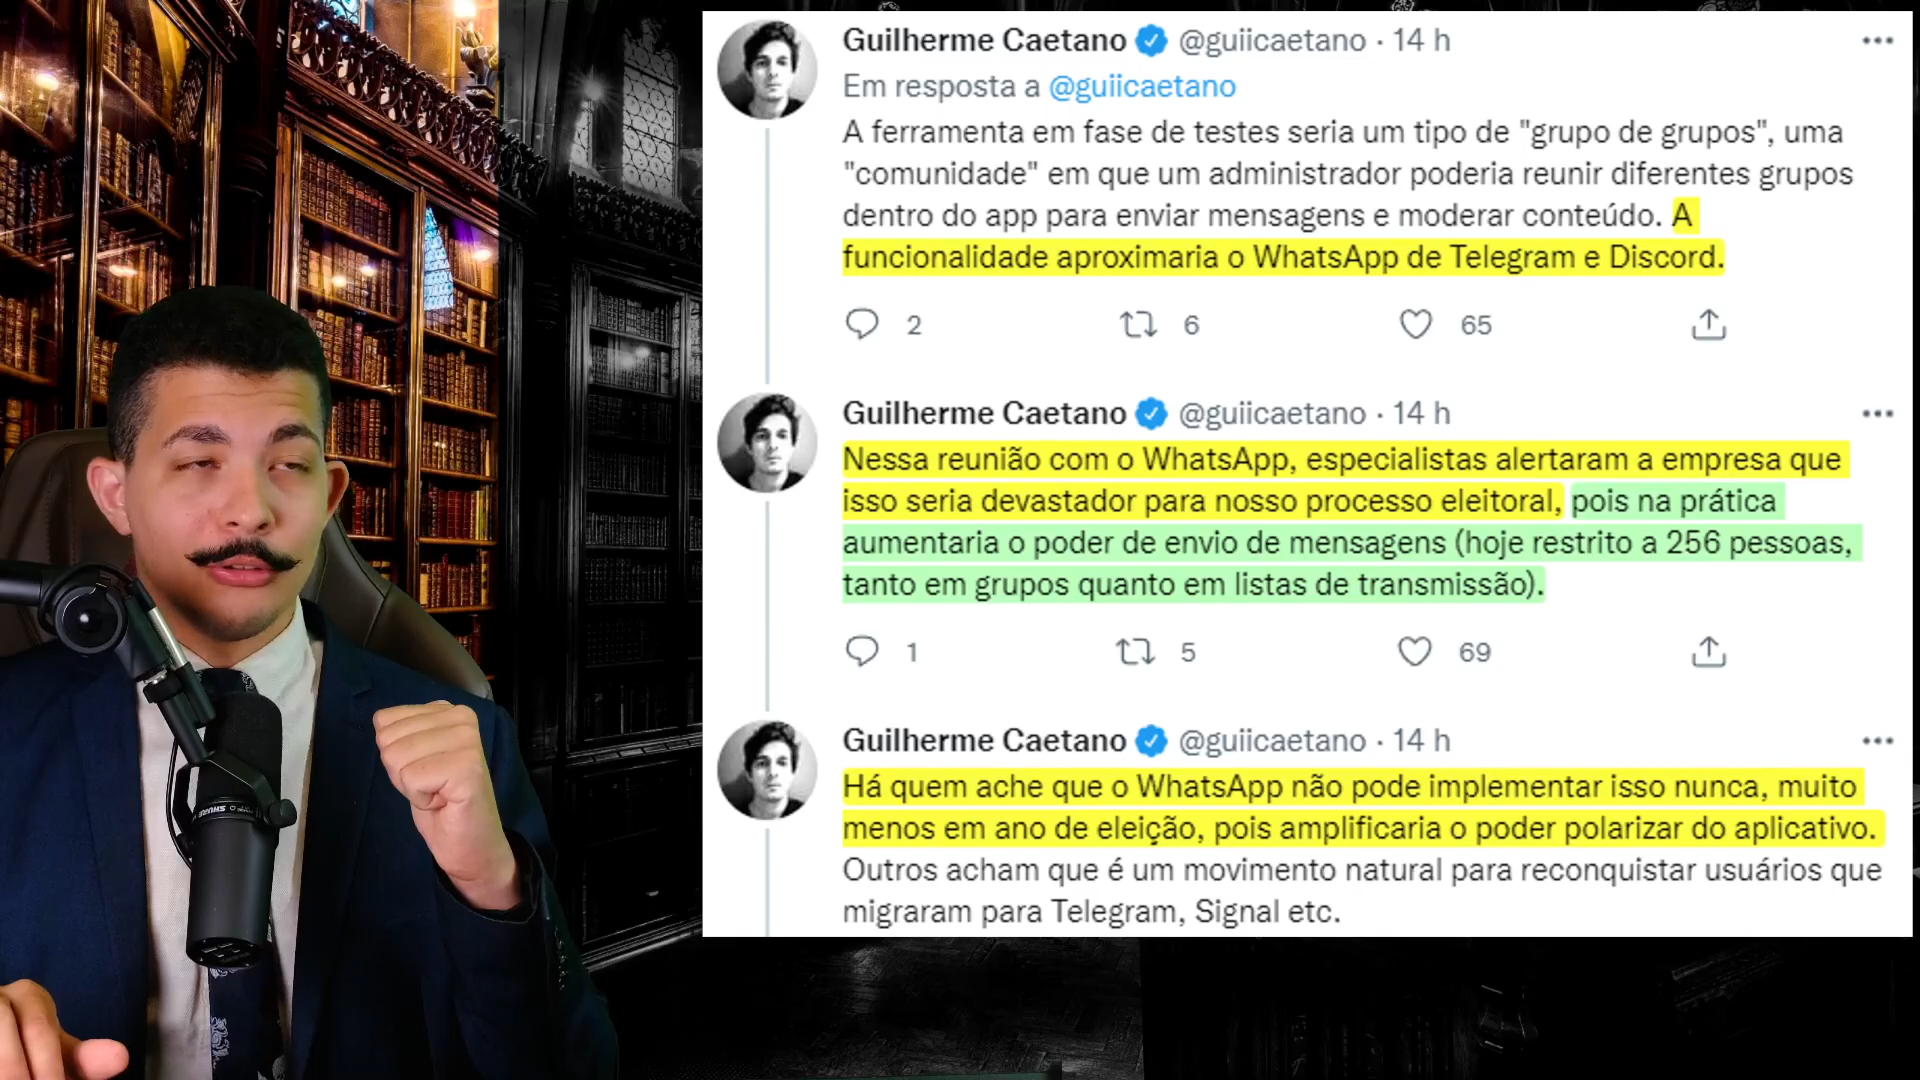 Guilherme Caetano @guiicaetano · 14 h
Em resposta a @guiicaetano
A ferramenta em fase de testes seria um tipo de "grupo de grupos", uma
"comunidade" em que um administrador poderia reunir diferentes grupos
dentro do app para enviar mensagens e moderar conteúdo. A
funcionalidade aproximaria o WhatsApp de Telegram e Discord.
2 6 65
Guilherme Caetano @guiicaetano · 14 h
Nessa reunião com o WhatsApp, especialistas alertaram a empresa que
isso seria devastador para nosso processo eleitoral, pois na prática
aumentaria o poder de envio de mensagens (hoje restrito a 256 pessoas,
tanto em grupos quanto em listas de transmissão).
1 5 69
Guilherme Caetano @guiicaetano · 14 h
Há quem ache que o WhatsApp não pode implementar isso nunca, muito
menos em ano de eleição, pois amplificaria o poder polarizar do aplicativo.
Outros acham que é um movimento natural para reconquistar usuários que
migraram para Telegram, Signal etc.
SHURE